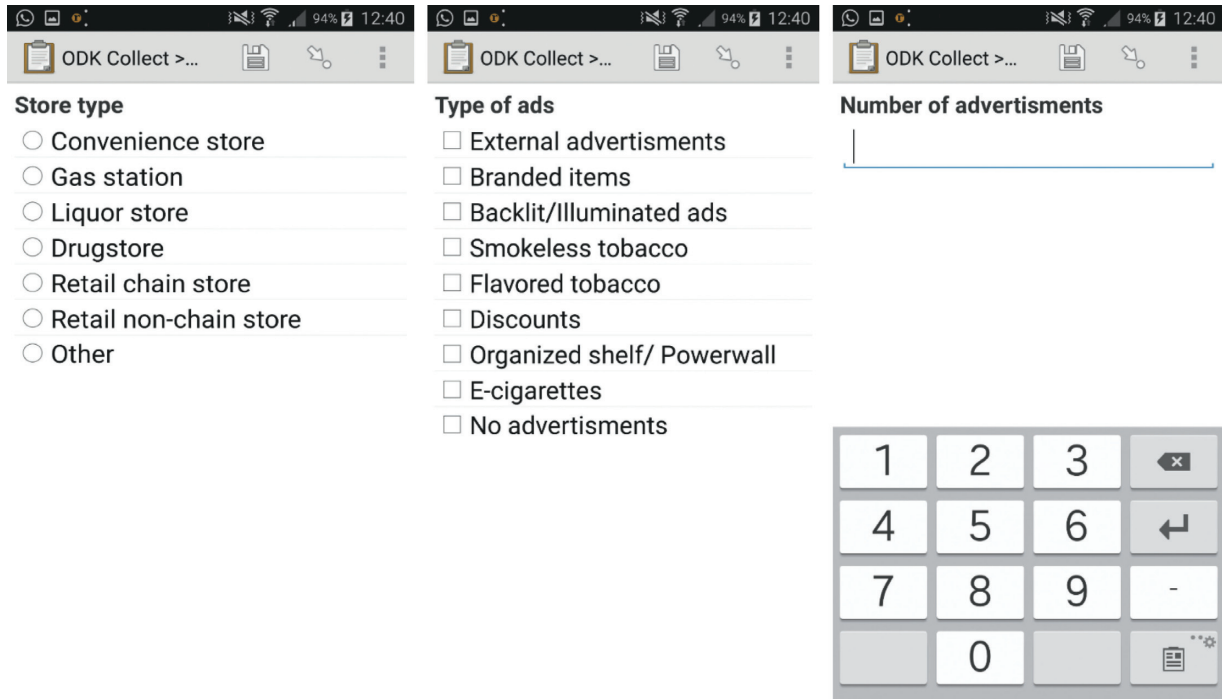 94% 12:40
ODK Collect >...
Store type
Convenience store
Gas station
Liquor store
Drugstore
Retail chain store
Retail non-chain store
Other
94% 12:40
ODK Collect >...
Type of ads
External advertisments
Branded items
Backlit/Illuminated ads
Smokeless tobacco
Flavored tobacco
Discounts
Organized shelf/ Powerwall
E-cigarettes
No advertisments
94% 12:40
ODK Collect >...
Number of advertisments
1 2 3
4 5 6
7 8 9 -
0